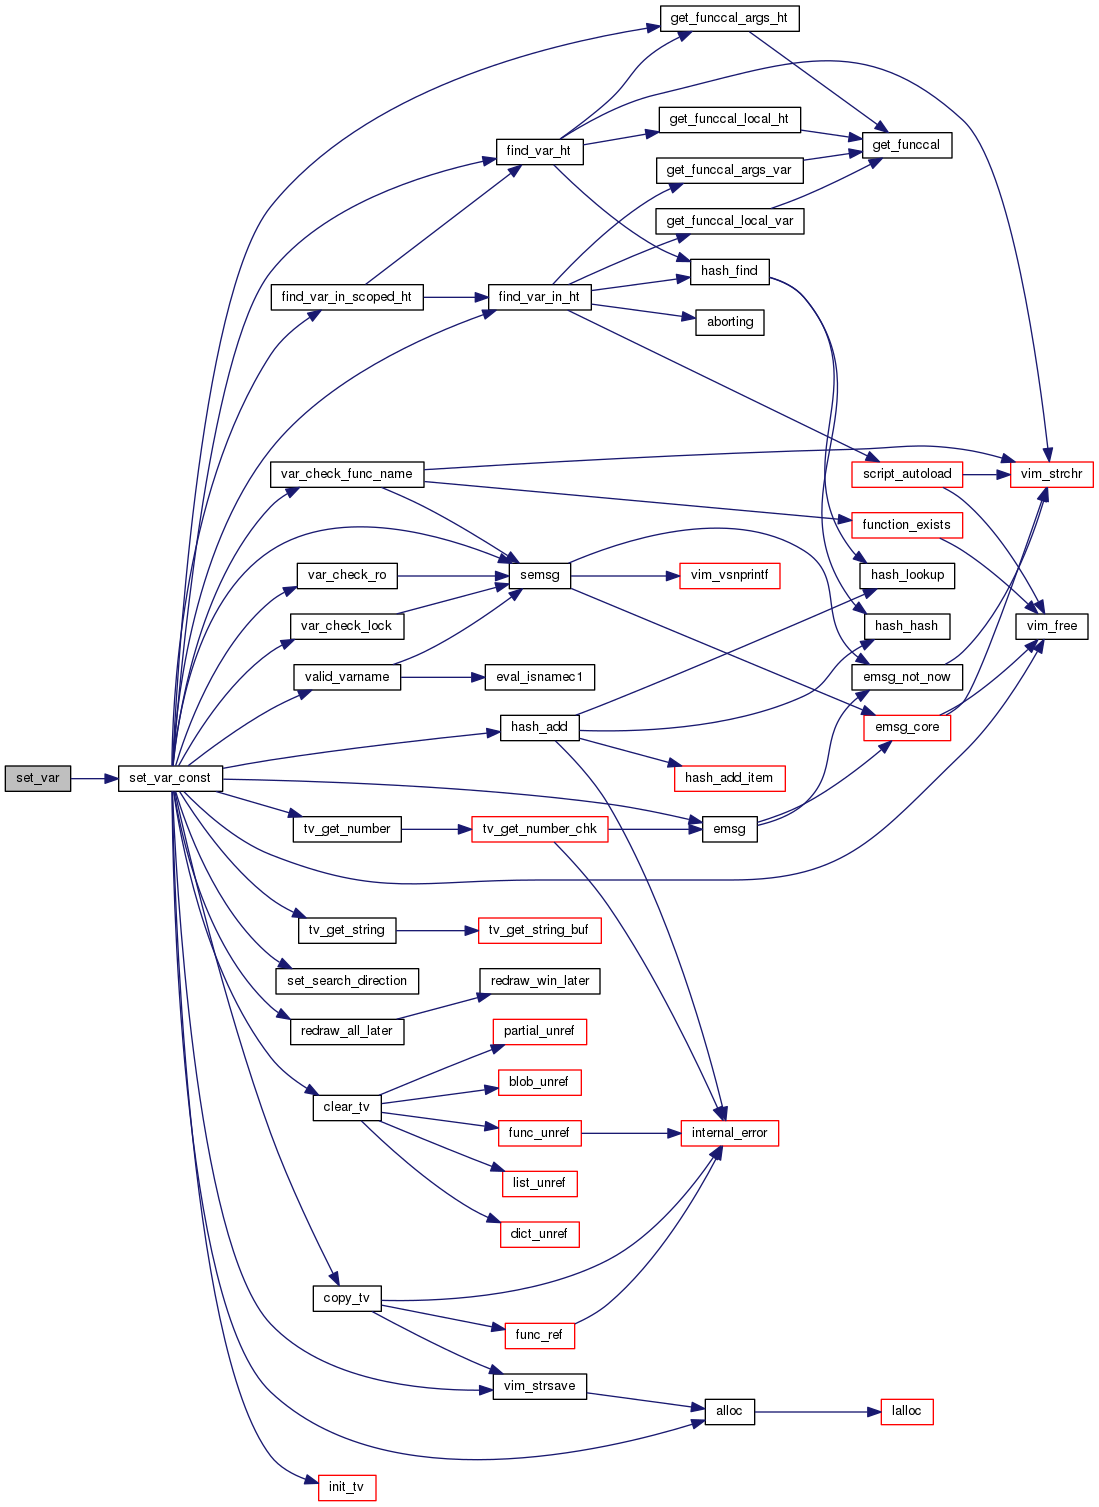 get_funccal_args_ht
get_funccal_local_ht
get_funccal
find_var_ht
get_funccal_args_var
get_funccal_local_var
hash_find
find_var_in_scoped_ht
find_var_in_ht
aborting
var_check_func_name
script_autoload
vim_strchr
function_exists
var_check_ro
semsg
vim_vsnprintf
hash_lookup
var_check_lock
hash_hash
vim_free
valid_varname
eval_isnamec1
emsg_not_now
hash_add
emsg_core
set_var
set_var_const
hash_add_item
tv_get_number
tv_get_number_chk
emsg
tv_get_string
tv_get_string_buf
set_search_direction
redraw_win_later
redraw_all_later
partial_unref
blob_unref
clear_tv
func_unref
internal_error
list_unref
dict_unref
copy_tv
func_ref
vim_strsave
alloc
lalloc
init_tv